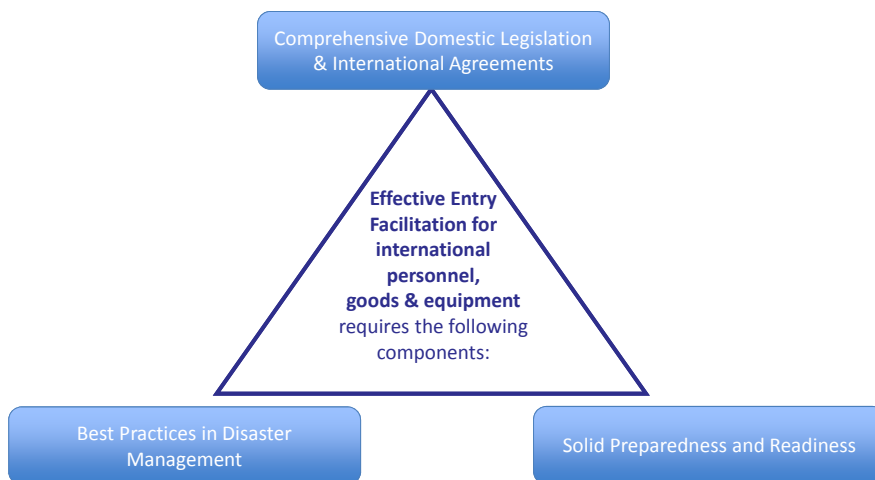 Comprehensive Domestic Legislation
& International Agreements
Effective Entry
Facilitation for
international
personnel,
goods & equipment
requires the following
components:
Best Practices in Disaster
Management
Solid Preparedness and Readiness